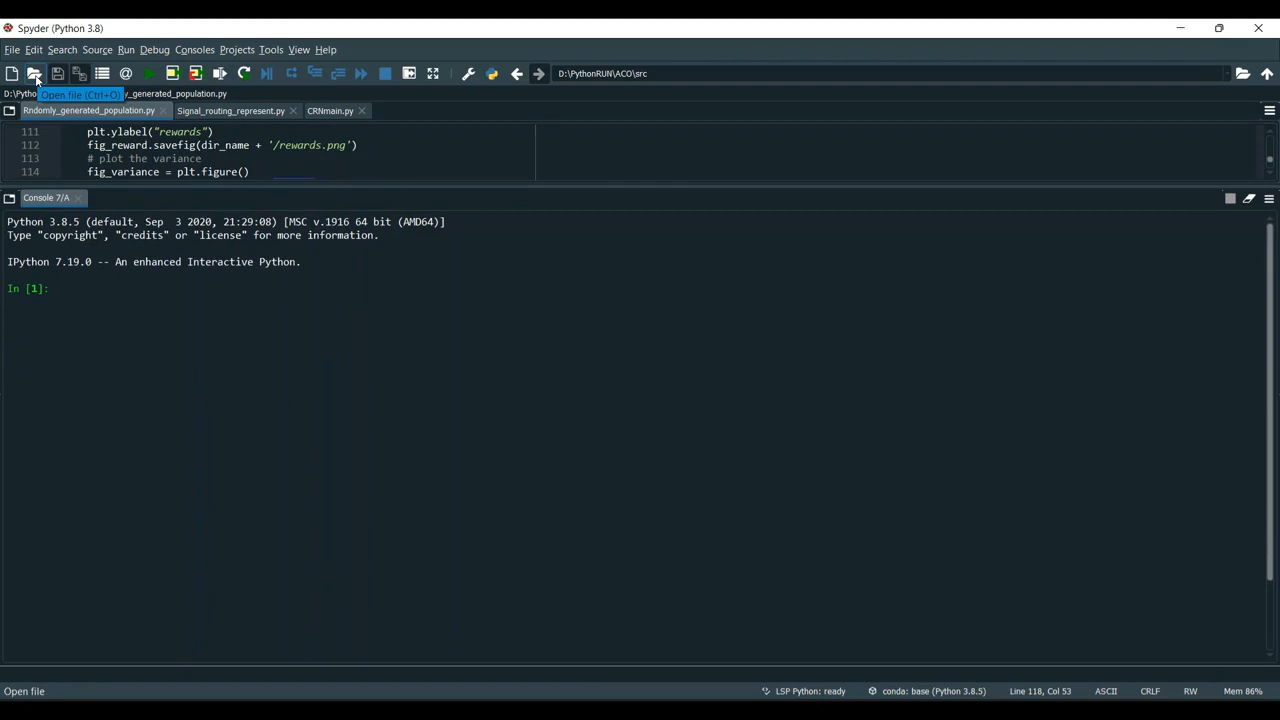 Spyder (Python 3.8)
File Edit Search Source Run Debug Consoles Projects Tools View Help
D:\PythonRUN\ACO\src
D:\Pytho
Open file (Ctrl+O)
y_generated_population.py
Rndomly_generated_population.py Signal_routing_represent.py CRNmain.py
111 plt.ylabel("rewards")
112 fig_reward.savefig(dir_name + '/rewards.png')
113 # plot the variance
114 fig_variance = plt.figure()
Console 7/A
Python 3.8.5 (default, Sep  3 2020, 21:29:08) [MSC v.1916 64 bit (AMD64)]
Type "copyright", "credits" or "license" for more information.
IPython 7.19.0 -- An enhanced Interactive Python.
In [1]:
Open file LSP Python: ready conda: base (Python 3.8.5) Line 118, Col 53 ASCII CRLF RW Mem 86%